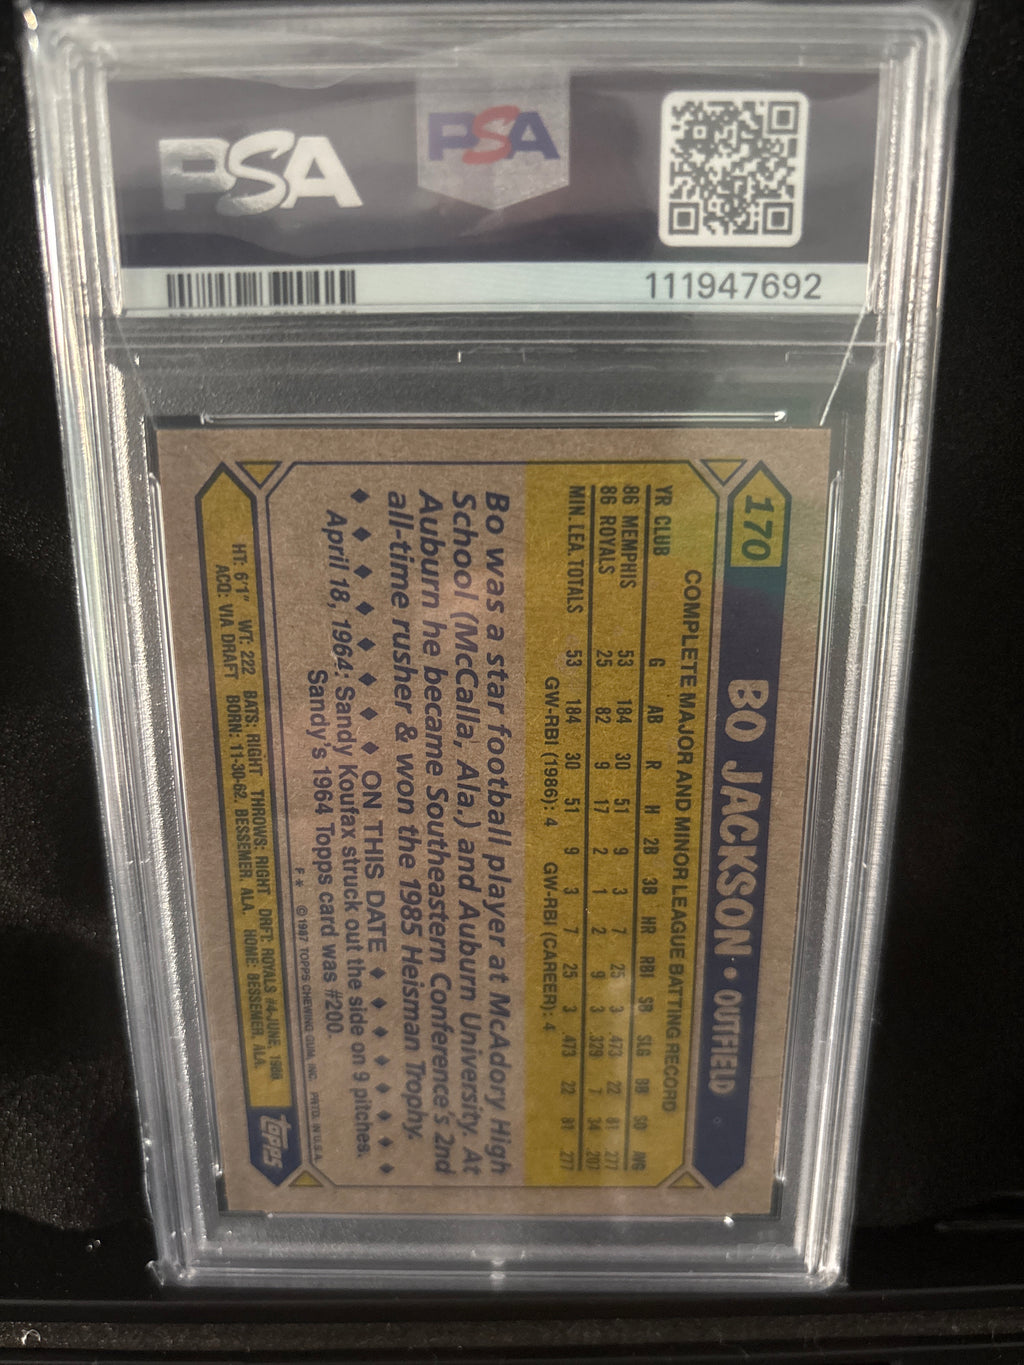 PSA
PSA
111947692
170
BO JACKSON • OUTFIELD
COMPLETE MAJOR AND MINOR LEAGUE BATTING RECORD
YR CLUB G AB R H 2B 3B HR RBI SB SLG BB SO AVG
86 MEMPHIS 53 184 30 51 9 3 7 25 3 .473 22 81 .277
86 ROYALS 25 82 9 17 2 1 2 9 3 .329 7 34 .207
MIN. LEA. TOTALS 53 184 30 51 9 3 7 25 3 .473 22 81 .277
GW-RBI (1986): 4 GW-RBI (CAREER): 4
Bo was a star football player at McAdory High
School (McCalla, Ala.) and Auburn University. At
Auburn he became Southeastern Conference's 2nd
all-time rusher & won the 1985 Heisman Trophy.
♦ ♦ ♦ ♦ ♦ ♦ ♦ ♦ ON THIS DATE ♦ ♦ ♦ ♦ ♦ ♦ ♦
April 18, 1964: Sandy Koufax struck out the side on 9 pitches.
Sandy's 1964 Topps card was #200.
F* ©1987 TOPPS CHEWING GUM, INC. PRTD. IN U.S.A.
HT: 6'1" WT: 222 BATS: RIGHT THROWS: RIGHT DRFT: ROYALS #4-JUNE, 1986
ACQ: VIA DRAFT BORN: 11-30-62, BESSEMER, ALA. HOME: BESSEMER, ALA.
TOPPS